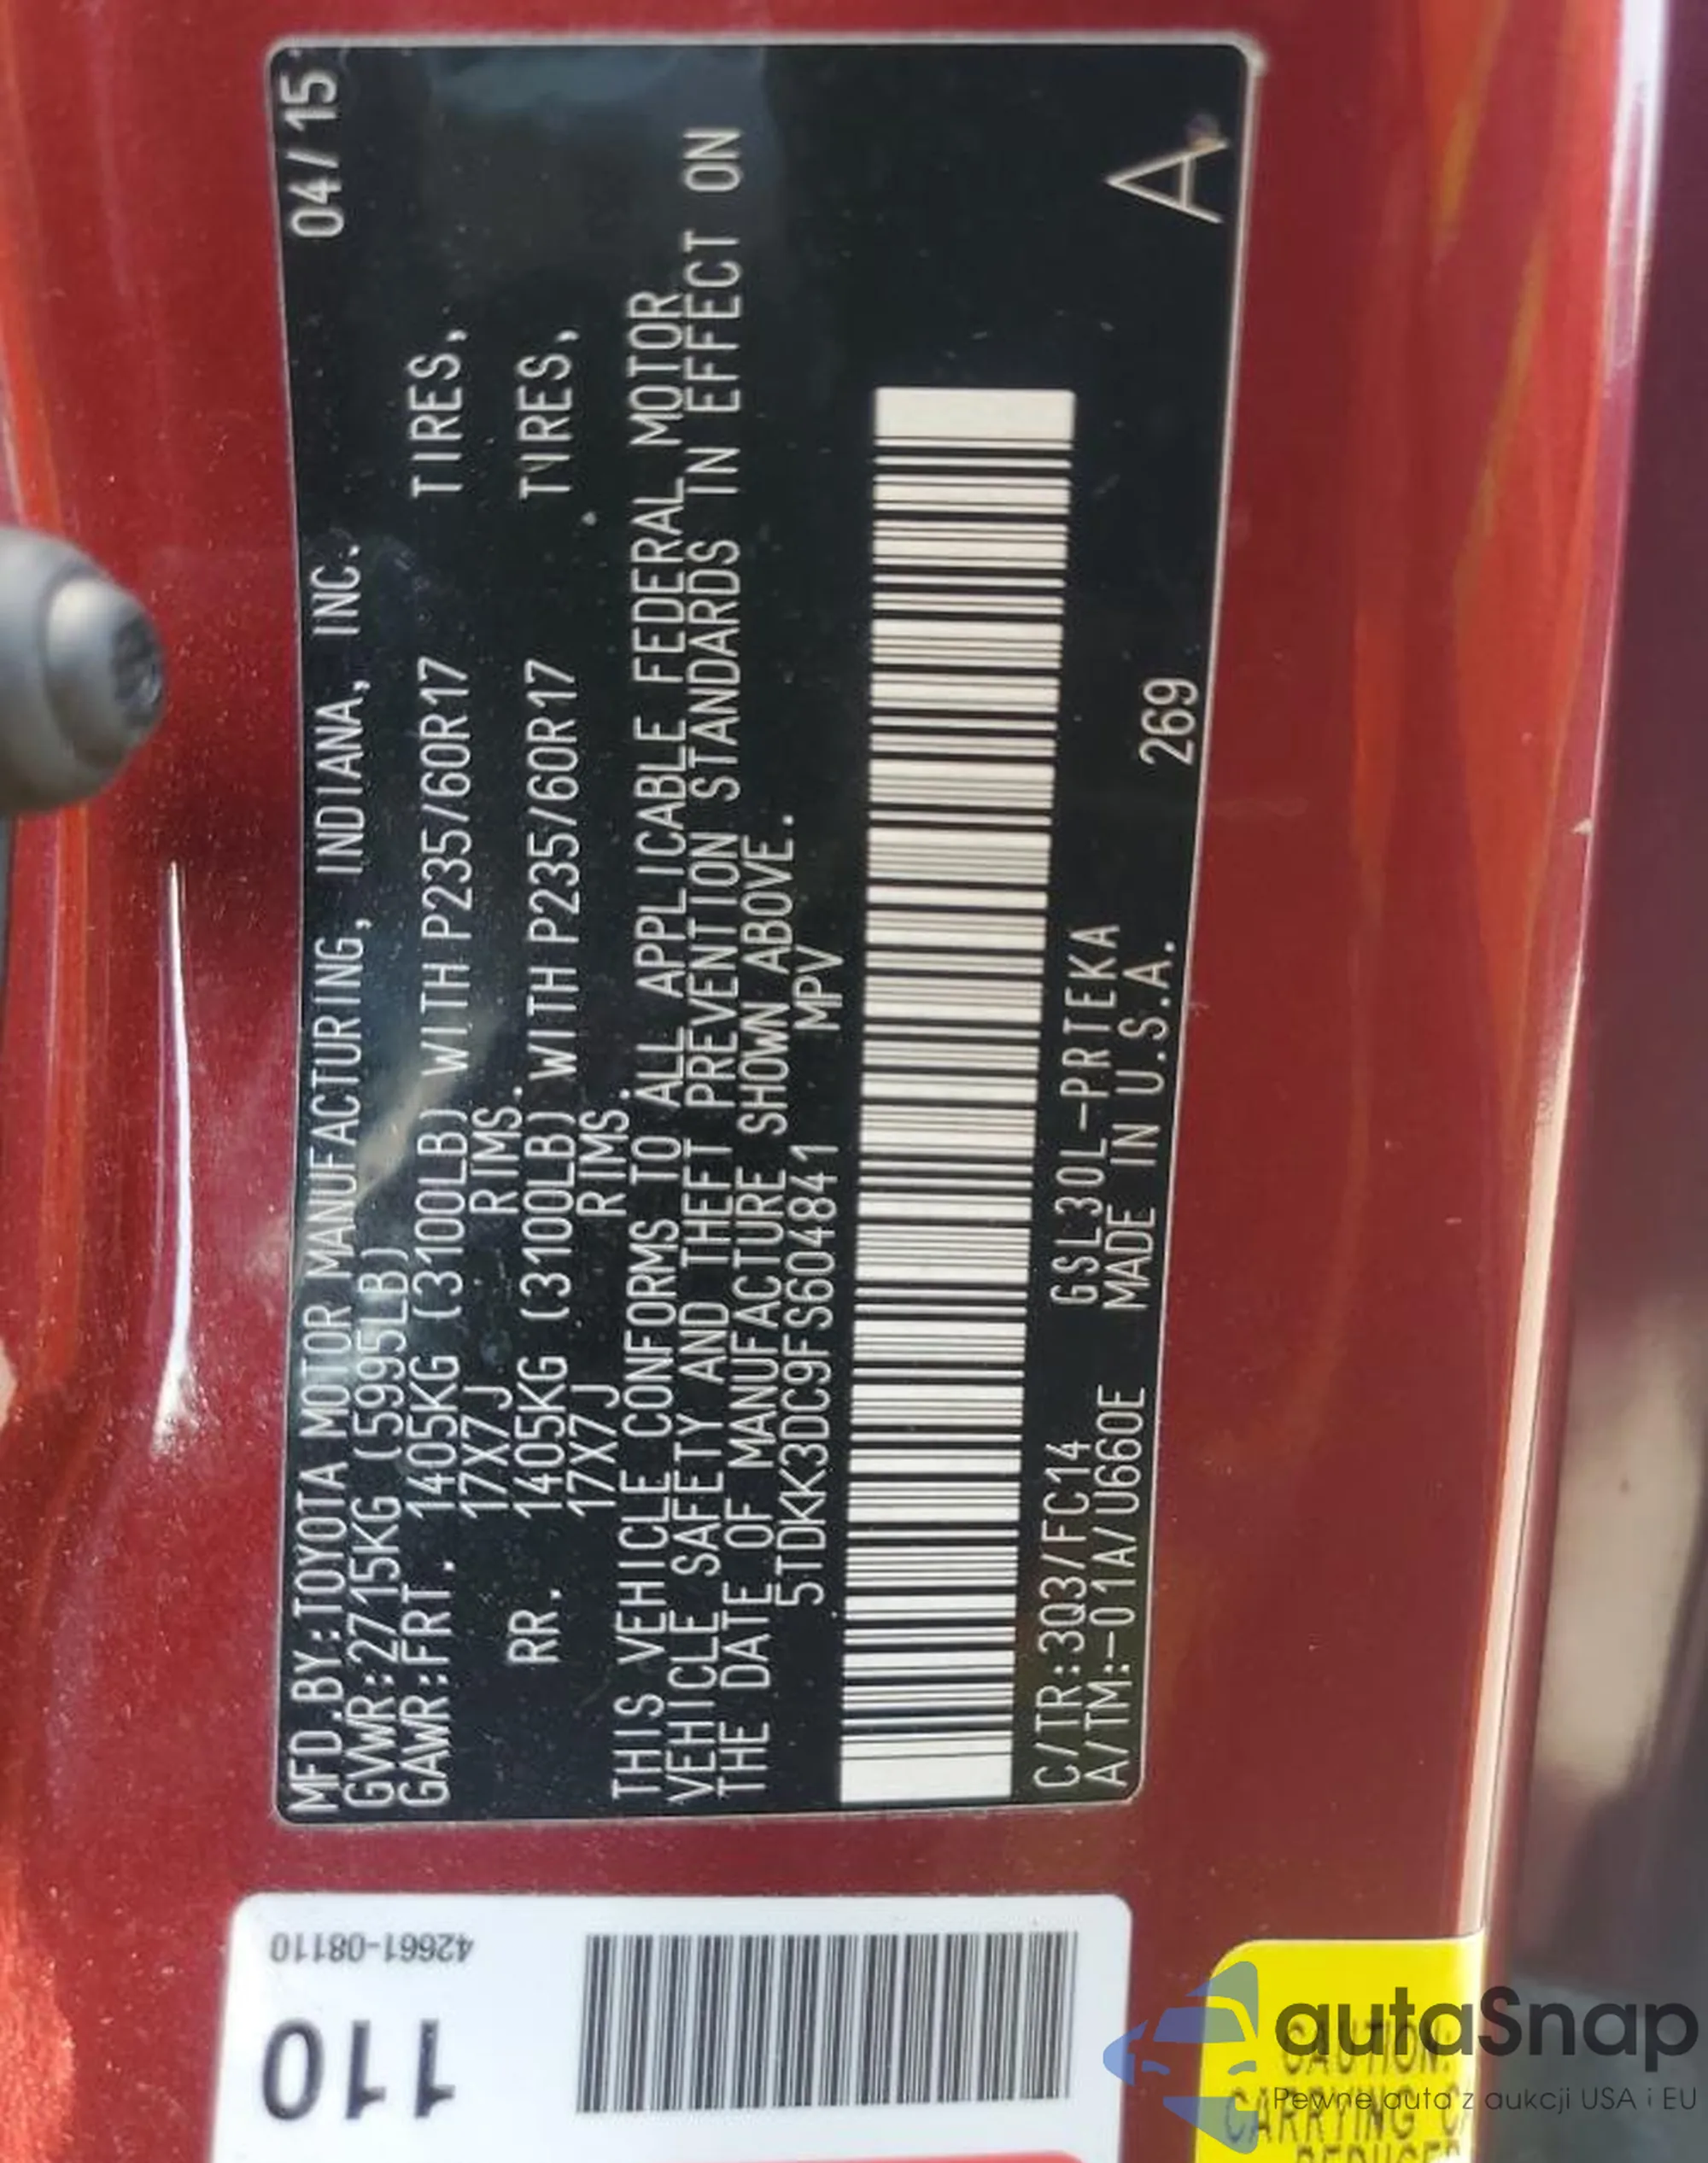 MFD.BY:TOYOTA MOTOR MANUFACTURING, INDIANA, INC. 04/15
GVWR:2715KG (5995LB)
GAWR:FRT. 1405KG (3100LB) WITH P235/60R17 TIRES,
17X7J RIMS.
RR. 1405KG (3100LB) WITH P235/60R17 TIRES,
17X7J RIMS.
THIS VEHICLE CONFORMS TO ALL APPLICABLE FEDERAL MOTOR
VEHICLE SAFETY AND THEFT PREVENTION STANDARDS IN EFFECT ON
THE DATE OF MANUFACTURE SHOWN ABOVE.
5TDKK3DC9FS604841 MPV
C/TR:3Q3/FC14 GSL30L-PRTEKA
A/TM:-01A/U660E MADE IN U.S.A. 269
A
42661-08110
110
CAUTION:
CARRYING
autaSnap
Pewne auta z aukcji USA i EU